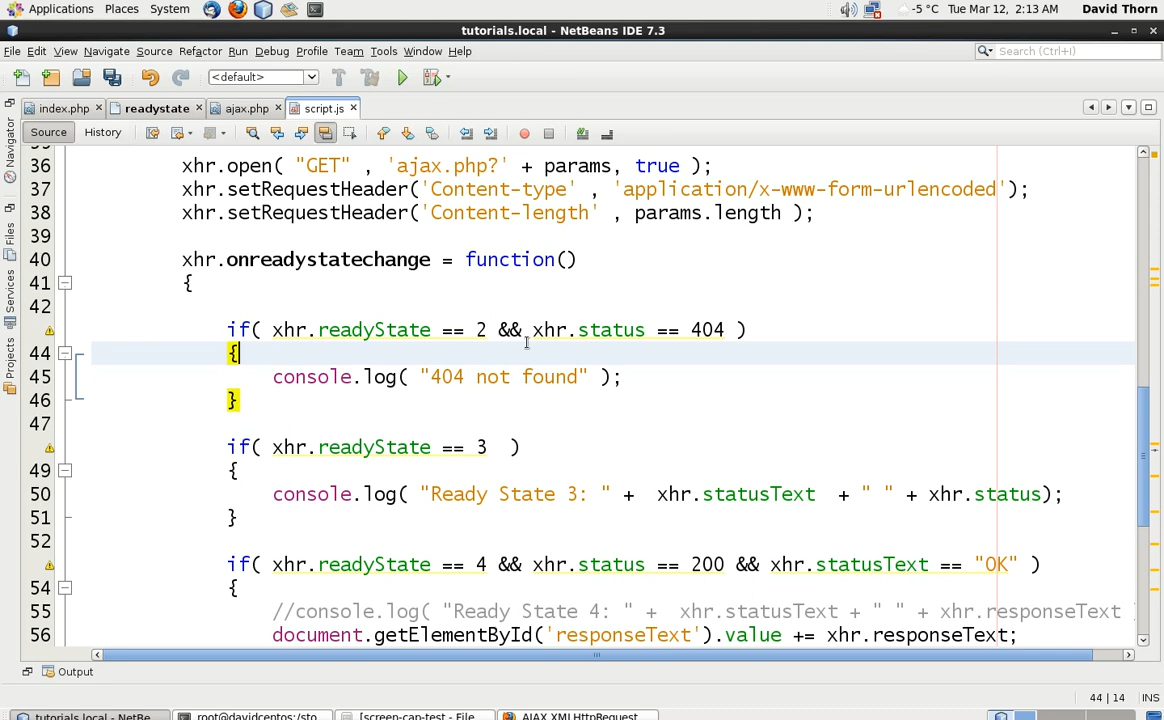 Applications Places System -5 °C Tue Mar 12, 2:13 AM David Thorn
tutorials.local - NetBeans IDE 7.3
File Edit View Navigate Source Refactor Run Debug Profile Team Tools Window Help Search (Ctrl+I)
<default>
index.php readystate ajax.php script.js
Source History
Navigator
Files
Services
Projects
36 xhr.open( "GET" , 'ajax.php?' + params, true );
37 xhr.setRequestHeader('Content-type' , 'application/x-www-form-urlencoded');
38 xhr.setRequestHeader('Content-length' , params.length );
39
40 xhr.onreadystatechange = function()
41 {
42
if( xhr.readyState == 2 && xhr.status == 404 )
44 {
45 console.log( "404 not found" );
46 }
47
if( xhr.readyState == 3  )
49 {
50 console.log( "Ready State 3: " +  xhr.statusText  + " " + xhr.status);
51 }
52
if( xhr.readyState == 4 && xhr.status == 200 && xhr.statusText == "OK" )
54 {
55 //console.log( "Ready State 4: " +  xhr.statusText + " " + xhr.responseText
56 document.getElementById('responseText').value += xhr.responseText;
Output
44 | 14 INS
tutorials.local - NetBe... root@davidcentos:/sto... [screen-cap-test - File ... AJAX XMLHttpRequest ...